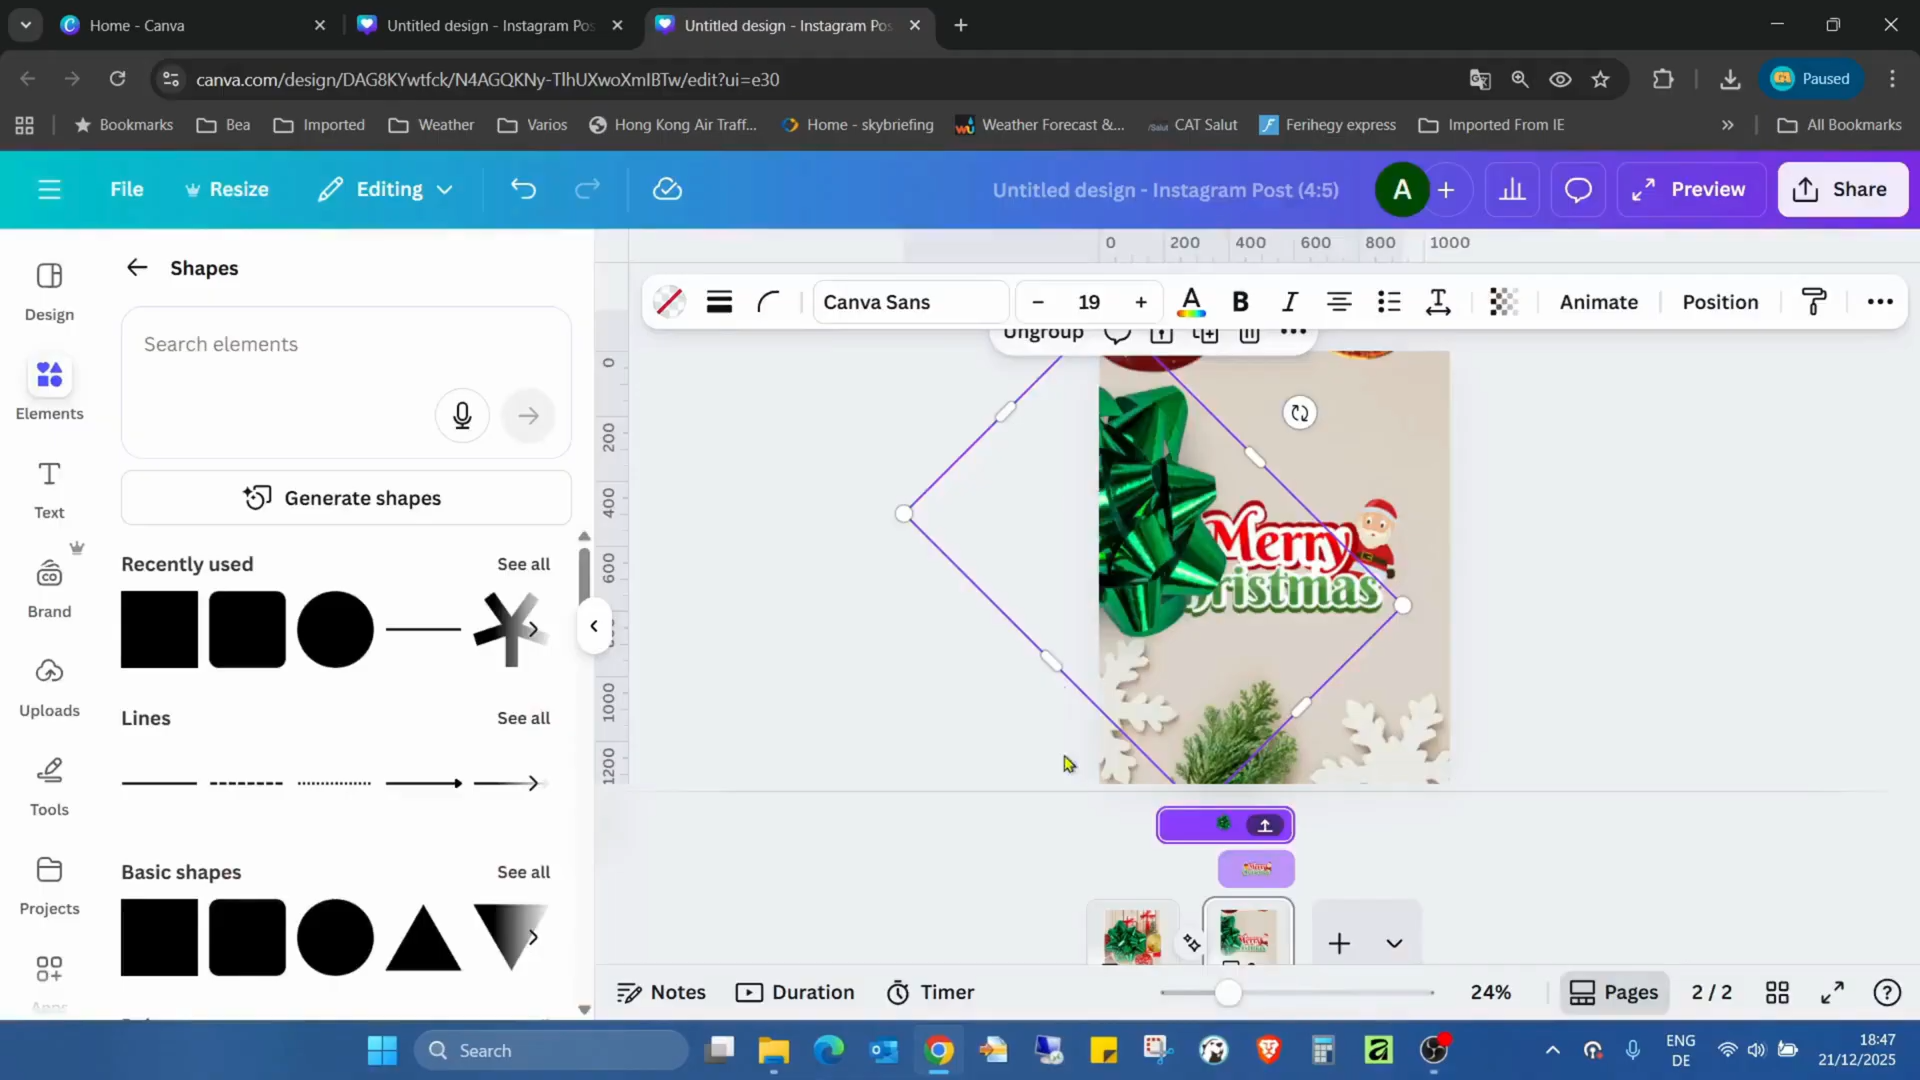 Home - Canva
Untitled design - Instagram Pos
Untitled design - Instagram Pos
canva.com/design/DAG8KYwtfck/N4AGQKNy-TlhUXwoXmIBTw/edit?ui=e30
Paused
Bookmarks
Bea
Imported
Weather
Varios
Hong Kong Air Traff...
Home - skybriefing
Weather Forecast &...
CAT Salut
Ferihegy express
Imported From IE
All Bookmarks
File
Resize
Editing
Untitled design - Instagram Post (4:5)
A
Preview
Share
Design
Elements
Text
Brand
Uploads
Tools
Projects
Shapes
Search elements
Generate shapes
Recently used
See all
Lines
See all
Basic shapes
See all
0 200 400 600 800 1000
Canva Sans
19
A
B
I
T
Animate
Position
Ungroup
0
200
400
600
1000
1200
Merry
ristmas
Notes
Duration
Timer
24%
Pages
2 / 2
Search
ENG
DE
18:47
21/12/2025